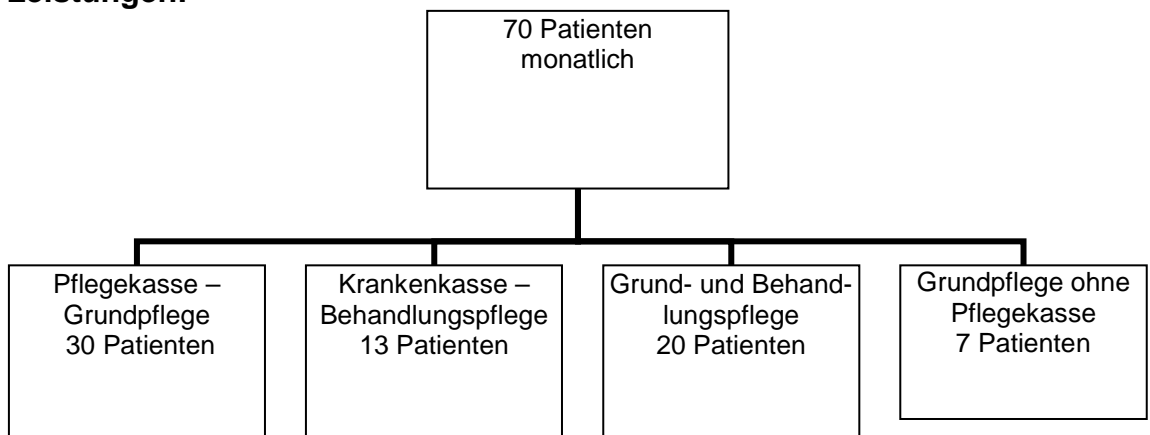 Leistungen:
70 Patienten
monatlich
Pflegekasse –
Grundpflege
30 Patienten
Krankenkasse –
Behandlungspflege
13 Patienten
Grund- und Behand-
lungspflege
20 Patienten
Grundpflege ohne
Pflegekasse
7 Patienten